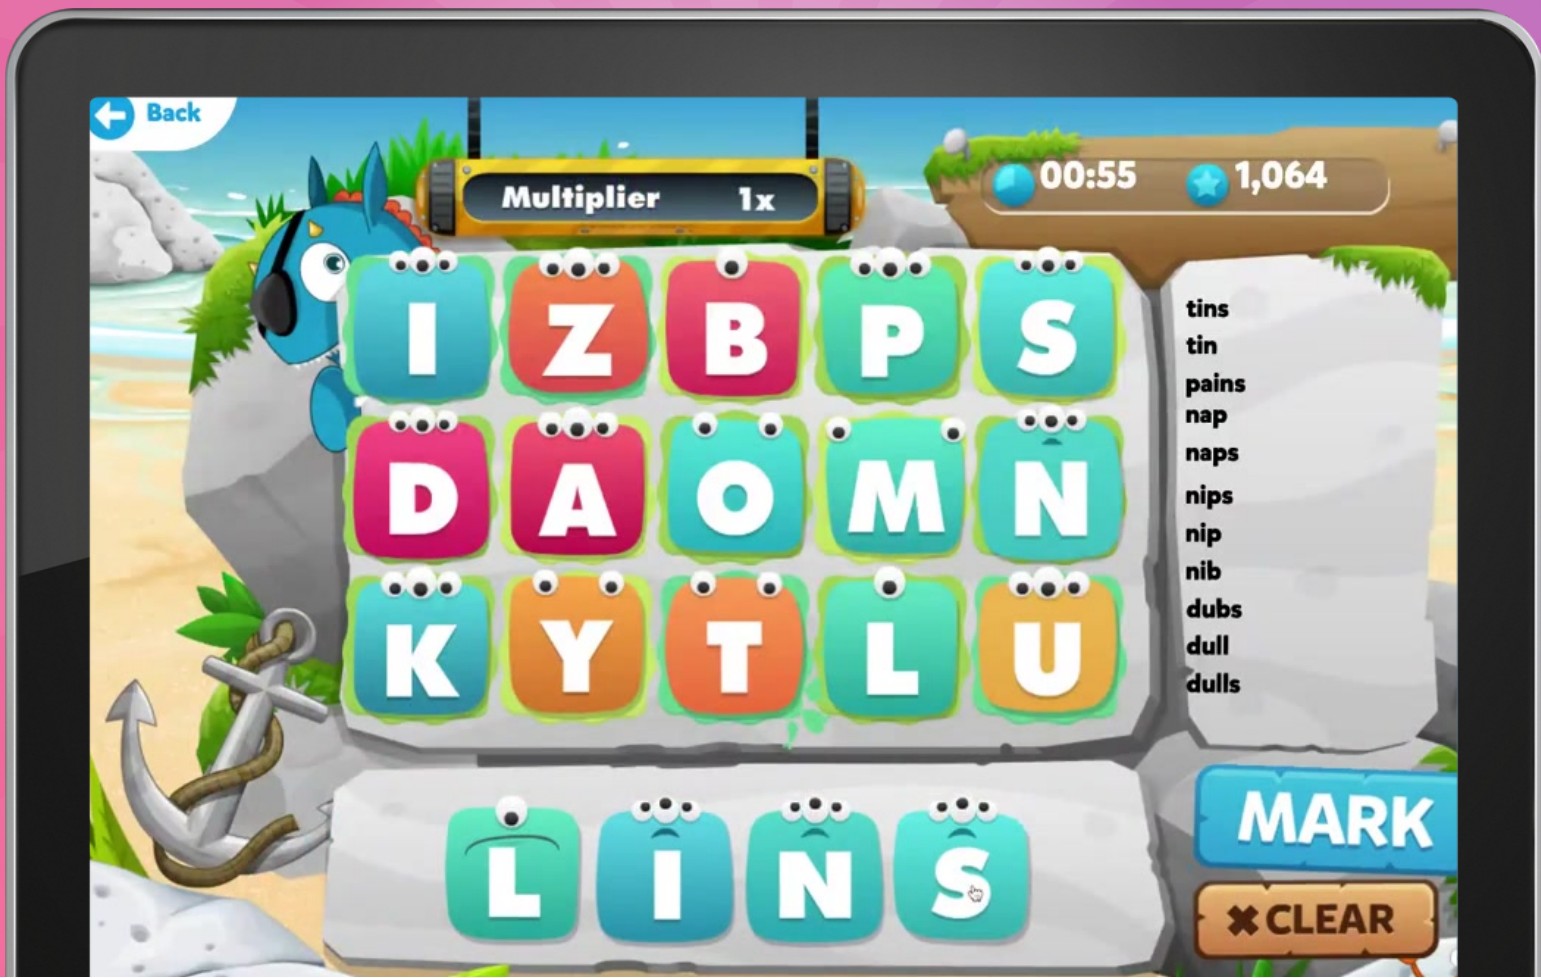 Back
Multiplier 1x
00:55 1,064
I Z B P S
D A O M N
K Y T L U
tins
tin
pains
nap
naps
nips
nip
nib
dubs
dull
dulls
L I N S
MARK
CLEAR